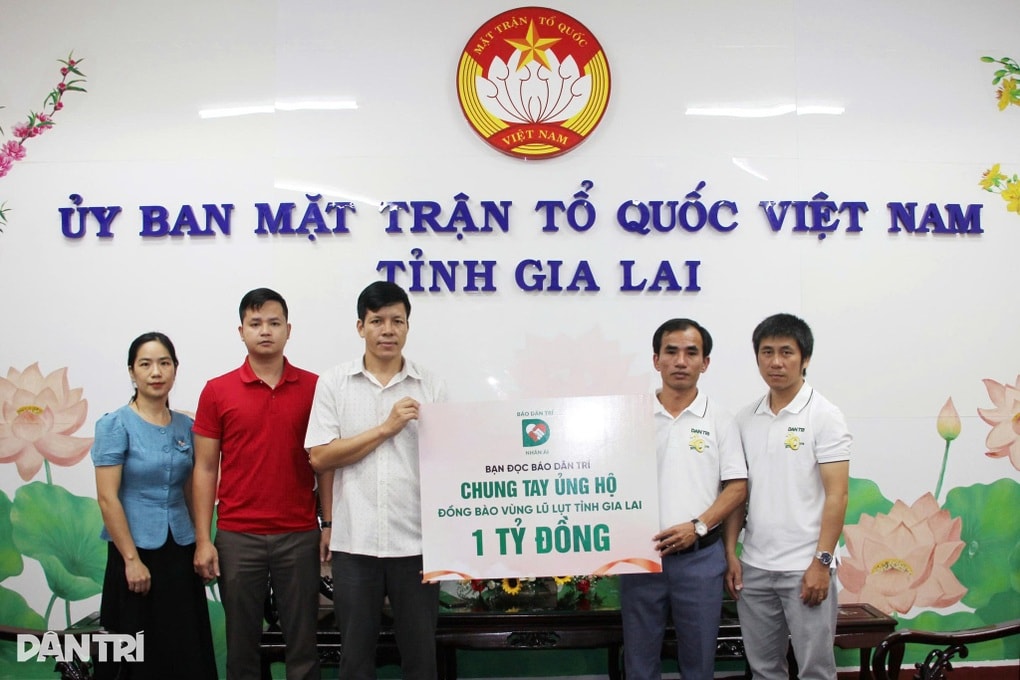 MẶT TRẬN TỔ QUỐC
VIỆT NAM
ỦY BAN MẶT TRẬN TỔ QUỐC VIỆT NAM
TỈNH GIA LAI
BÁO DÂN TRÍ
NHÂN ÁI
BẠN ĐỌC BÁO DÂN TRÍ
CHUNG TAY ỦNG HỘ
ĐỒNG BÀO VÙNG LŨ LỤT TỈNH GIA LAI
1 TỶ ĐỒNG
DÂN TRÍ
DÂN TRÍ
DÂN TRÍ